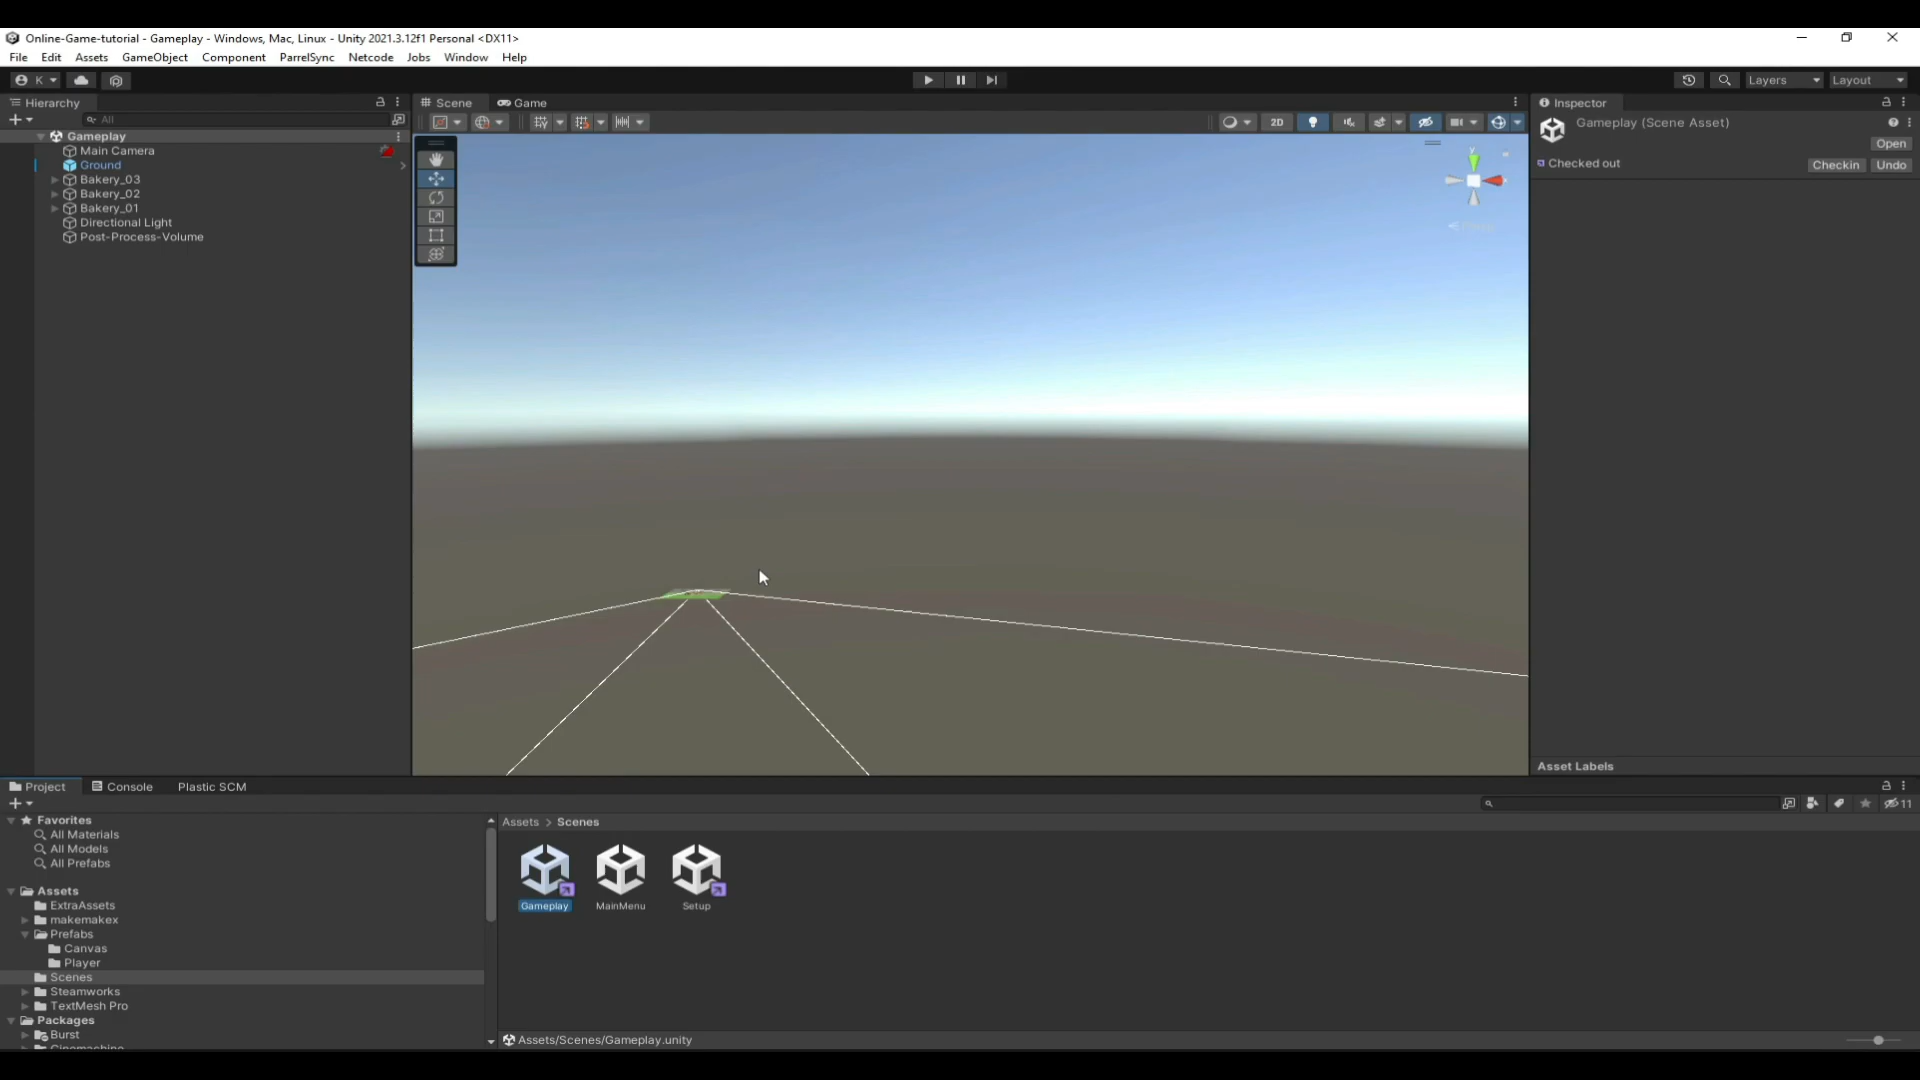 Online-Game-tutorial - Gameplay - Windows, Mac, Linux - Unity 2021.3.12f1 Personal <DX11>
File Edit Assets GameObject Component ParrelSync Netcode Jobs Window Help
K Layers Layout
Hierarchy
All
Gameplay
Main Camera
Ground
Bakery_03
Bakery_02
Bakery_01
Directional Light
Post-Process-Volume
Scene Game
2D
y
Inspector
Gameplay (Scene Asset)
Open
Checked out Checkin Undo
Asset Labels
Project Console Plastic SCM
11
Favorites
All Materials
All Models
All Prefabs
Assets
ExtraAssets
makemakex
Prefabs
Canvas
Player
Scenes
Steamworks
TextMesh Pro
Packages
Burst
Cinemachine
Assets > Scenes
Gameplay MainMenu Setup
Assets/Scenes/Gameplay.unity